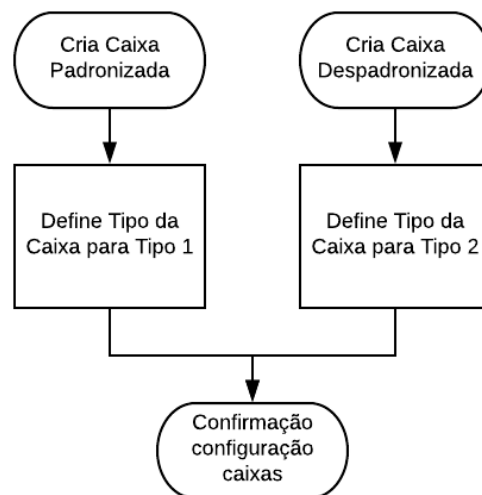 Cria Caixa
Padronizada
Cria Caixa
Despadronizada
Define Tipo da
Caixa para Tipo 1
Define Tipo da
Caixa para Tipo 2
Confirmação
configuração
caixas